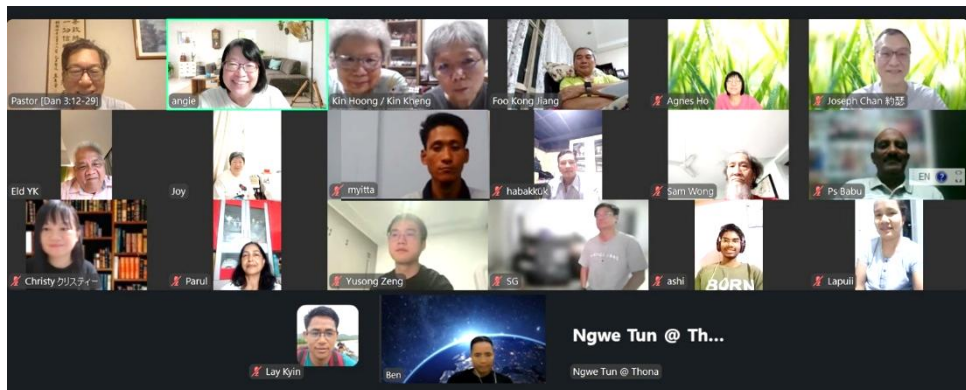 Pastor [Dan 3:12-29]
angie
Kin Hoong / Kin Kheng
Foo Kong Jiang
Agnes Ho
Joseph Chan 約瑟
Eld YK
Joy
myitta
habakkuk
Sam Wong
Ps Babu
EN
Christy クリスティー
Parul
Yusong Zeng
SG
ashi
BORN
Lapuii
Lay Kyin
Ben
Ngwe Tun @ Tho...
Ngwe Tun @ Thona